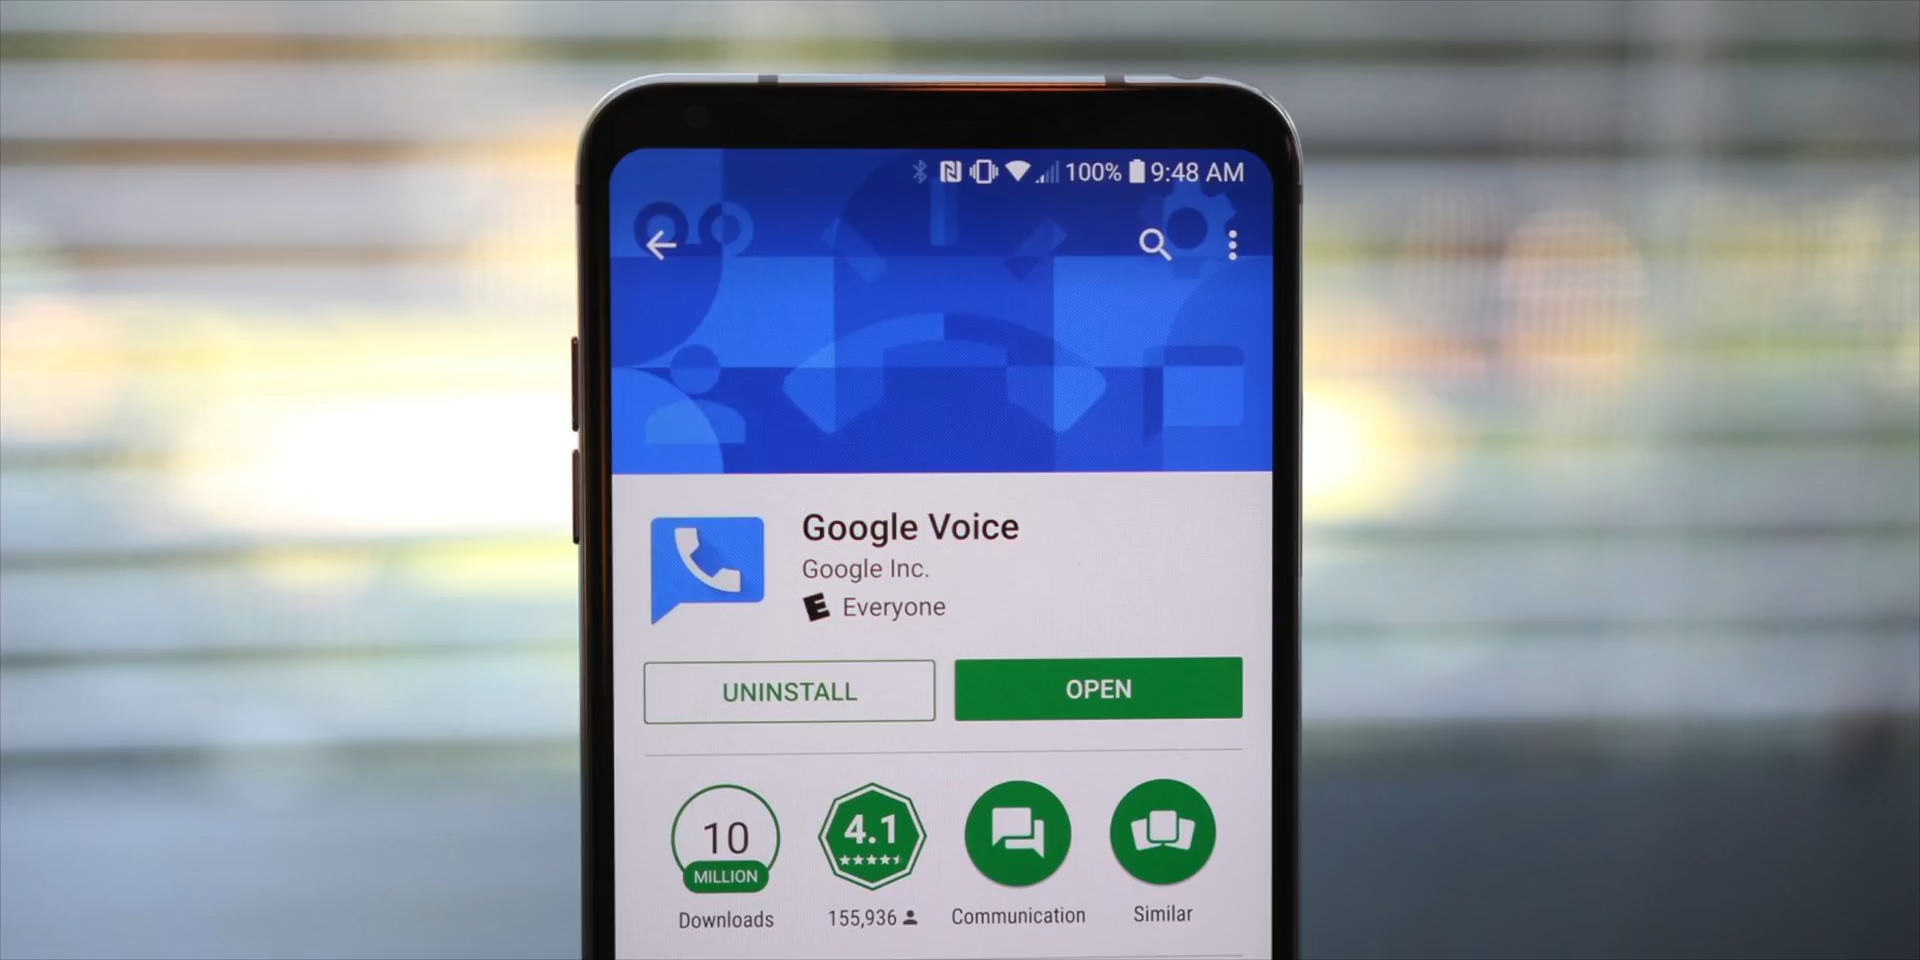 100% 9:48 AM
Google Voice
Google Inc.
E Everyone
UNINSTALL
OPEN
10
MILLION
Downloads
4.1
155,936
Communication
Similar